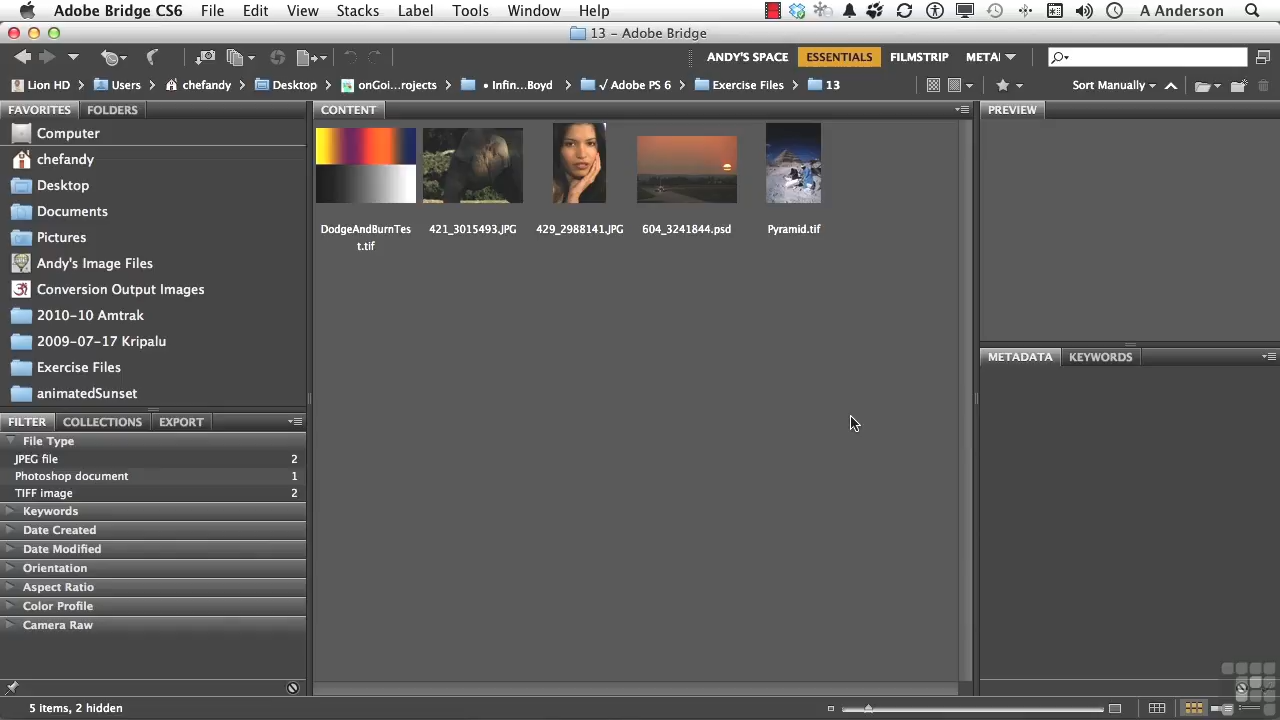 Adobe Bridge CS6 File Edit View Stacks Label Tools Window Help A Anderson
13 – Adobe Bridge
ANDY'S SPACE ESSENTIALS FILMSTRIP
Lion HD Users chefandy Desktop onGoi...rojects • Infin...Boyd √ Adobe PS 6 Exercise Files 13 Sort Manually
FAVORITES FOLDERS
Computer
chefandy
Desktop
Documents
Pictures
Andy's Image Files
Conversion Output Images
2010-10 Amtrak
2009-07-17 Kripalu
Exercise Files
animatedSunset
FILTER COLLECTIONS EXPORT
File Type
JPEG file 2
Photoshop document 1
TIFF image 2
Keywords
Date Created
Date Modified
Orientation
Aspect Ratio
Color Profile
Camera Raw
5 items, 2 hidden
CONTENT
DodgeAndBurnTes 421_3015493.JPG 429_2988141.JPG 604_3241844.psd Pyramid.tif
t.tif
PREVIEW
METADATA KEYWORDS